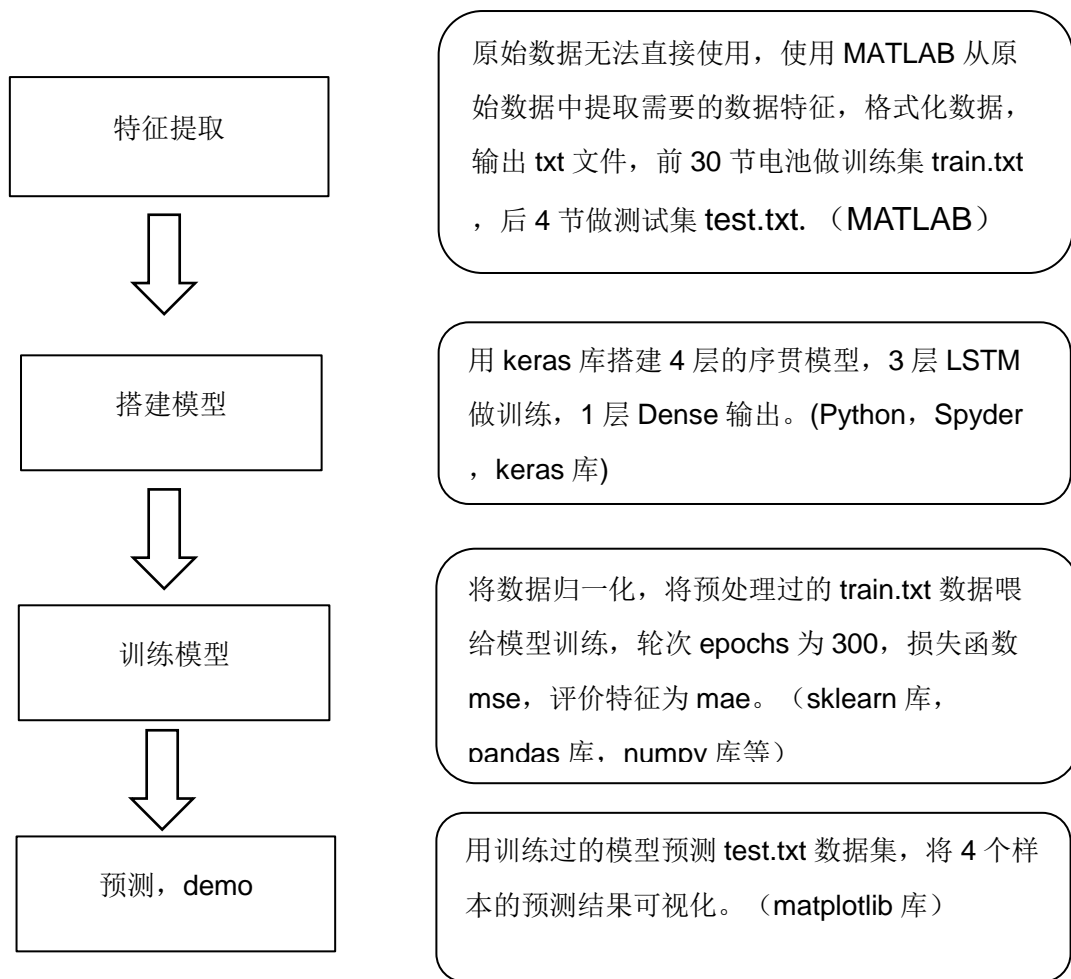 特征提取
原始数据无法直接使用，使用 MATLAB 从原
始数据中提取需要的数据特征，格式化数据，
输出 txt 文件，前 30 节电池做训练集 train.txt
，后 4 节做测试集 test.txt. （MATLAB）
搭建模型
用 keras 库搭建 4 层的序贯模型，3 层 LSTM
做训练，1 层 Dense 输出。(Python，Spyder
，keras 库)
训练模型
将数据归一化，将预处理过的 train.txt 数据喂
给模型训练，轮次 epochs 为 300，损失函数
mse，评价特征为 mae。（sklearn 库，
pandas 库，numpy 库等）
预测，demo
用训练过的模型预测 test.txt 数据集，将 4 个样
本的预测结果可视化。（matplotlib 库）